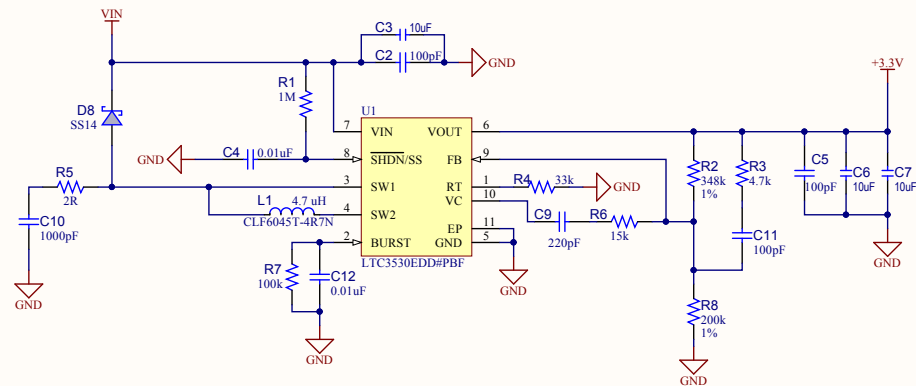 VIN
C3
10uF
C2
100pF
GND
+3.3V
R1
1M
D8
SS14
U1
7
VIN
VOUT
6
C4
0.01uF
GND
8
SHDN/SS
FB
9
R2
348k
1%
R3
4.7k
C5
100pF
C6
10uF
C7
10uF
R5
2R
3
SW1
RT
1
R4
33k
GND
VC
10
L1
4.7 uH
CLF6045T-4R7N
4
SW2
C9
220pF
R6
15k
C10
1000pF
EP
11
C11
100pF
2
BURST
GND
5
LTC3530EDD#PBF
R7
100k
C12
0.01uF
GND
GND
GND
R8
200k
1%
GND
GND
GND